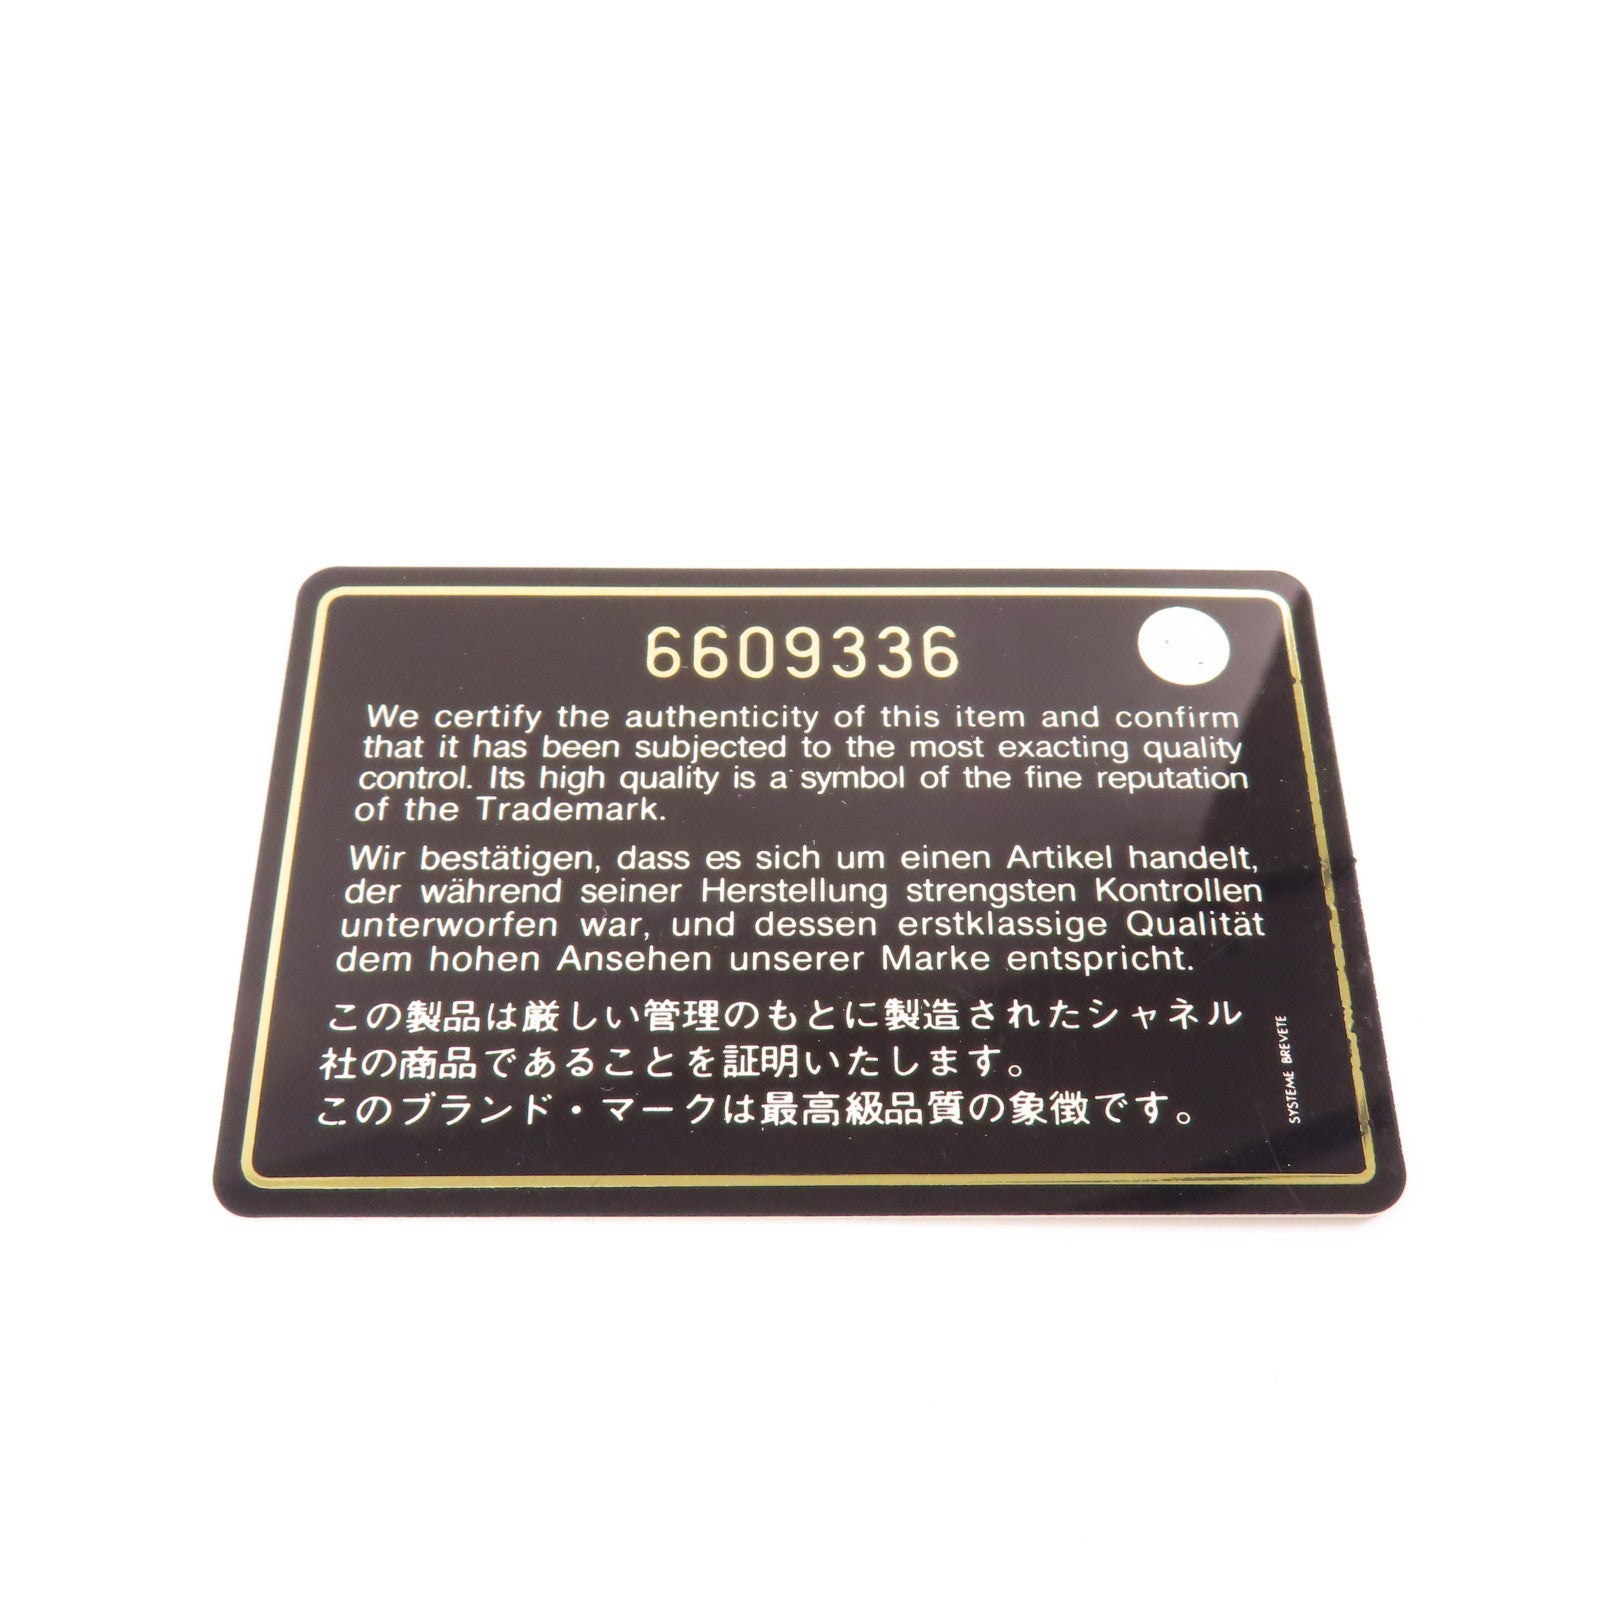 6609336
We certify the authenticity of this item and confirm
that it has been subjected to the most exacting quality
control. Its high quality is a symbol of the fine reputation
of the Trademark.
Wir bestätigen, dass es sich um einen Artikel handelt,
der während seiner Herstellung strengsten Kontrollen
unterworfen war, und dessen erstklassige Qualität
dem hohen Ansehen unserer Marke entspricht.
この製品は厳しい管理のもとに製造されたシャネル
社の商品であることを証明いたします。
このブランド・マークは最高級品質の象徴です。
SYSTEME BREVETE